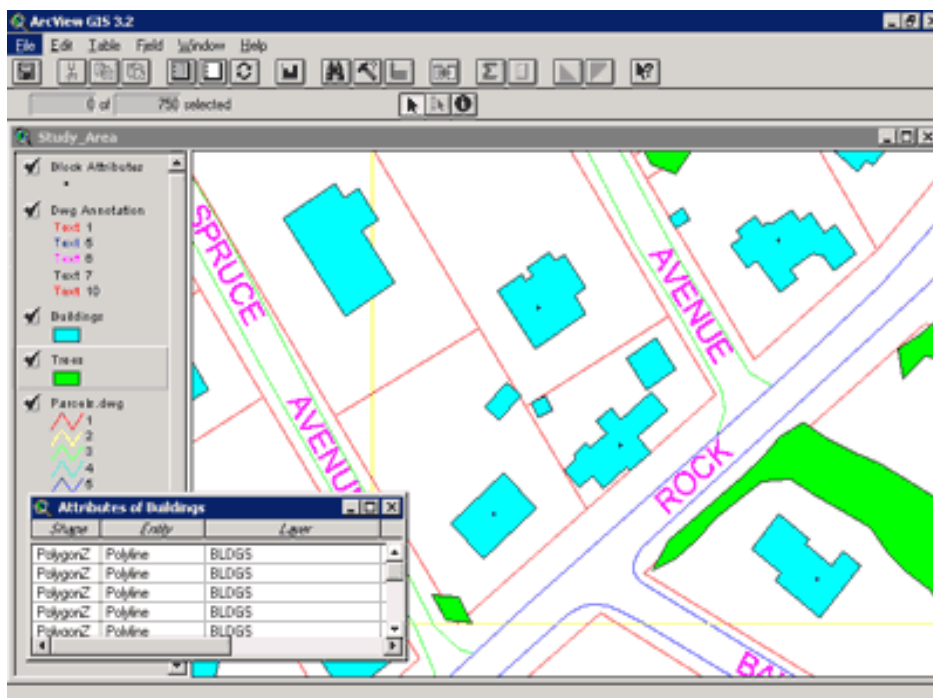 ArcView GIS 3.2
File Edit Table Field Window Help
0 of 750 selected
Study_Area
Block Attributes
Dwg Annotation
Text 1
Text 5
Text 6
Text 7
Text 10
Buildings
Trees
Parcels.dwg
1
2
3
4
5
SPRUCE
AVENUE
AVENUE
ROCK
BA
Attributes of Buildings
Shape Entity Layer
PolygonZ Polyline BLDGS
PolygonZ Polyline BLDGS
PolygonZ Polyline BLDGS
PolygonZ Polyline BLDGS
PolygonZ Polyline BLDGS